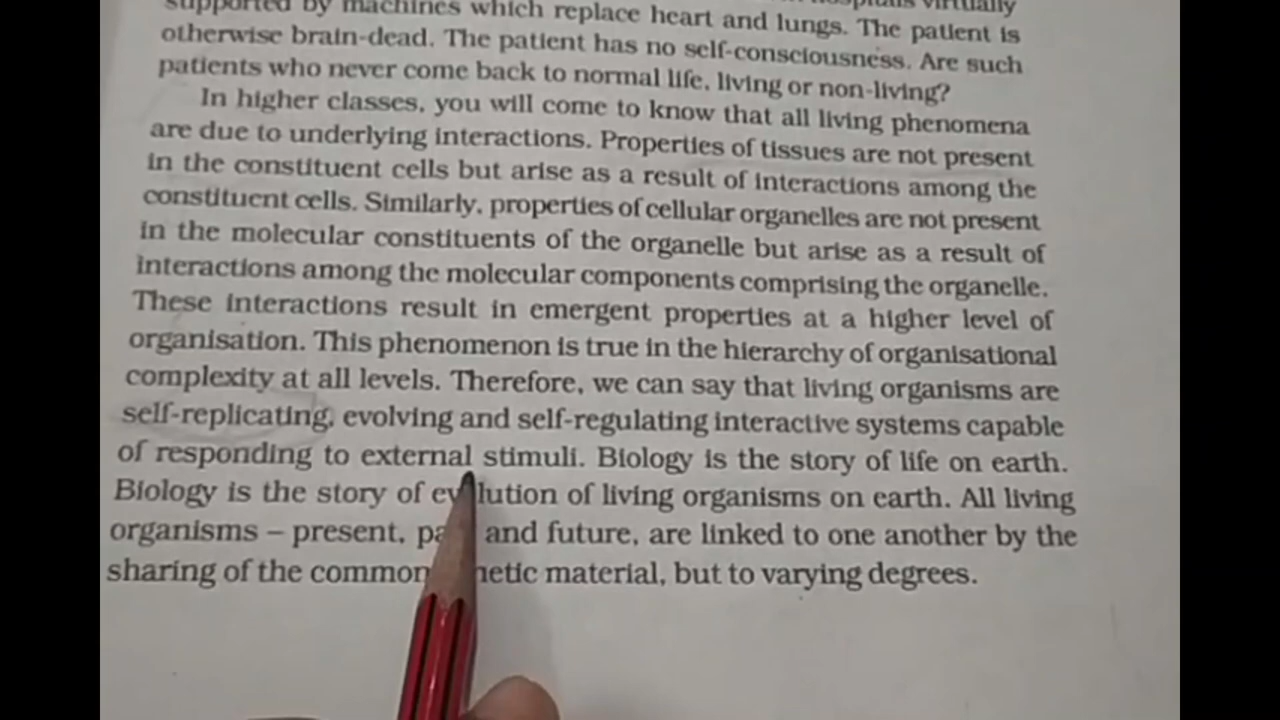 supported by machines which replace heart and lungs. The patient is
otherwise brain-dead. The patient has no self-consciousness. Are such
patients who never come back to normal life, living or non-living?
In higher classes, you will come to know that all living phenomena
are due to underlying interactions. Properties of tissues are not present
in the constituent cells but arise as a result of interactions among the
constituent cells. Similarly, properties of cellular organelles are not present
in the molecular constituents of the organelle but arise as a result of
interactions among the molecular components comprising the organelle.
These interactions result in emergent properties at a higher level of
organisation. This phenomenon is true in the hierarchy of organisational
complexity at all levels. Therefore, we can say that living organisms are
self-replicating, evolving and self-regulating interactive systems capable
of responding to external stimuli. Biology is the story of life on earth.
Biology is the story of lution of living organisms on earth. All living
organisms – present, and future, are linked to one another by the
sharing of the common netic material, but to varying degrees.